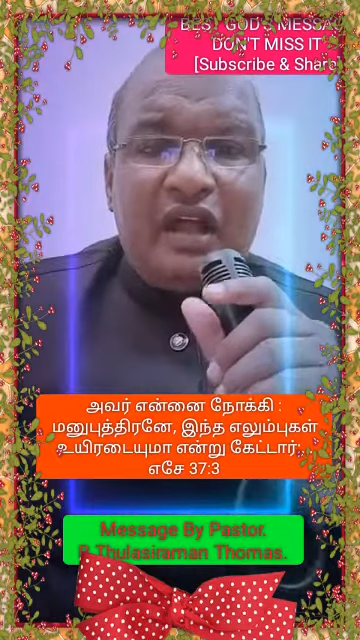 BEST GOD'S MESSA
DON'T MISS IT
[Subscribe & Share
அவர் என்னை நோக்கி :
மனுபுத்திரனே, இந்த எலும்புகள்
உயிரடையுமா என்று கேட்டார்;
எசே 37:3
Message By Pastor.
P.Thulasiraman Thomas.